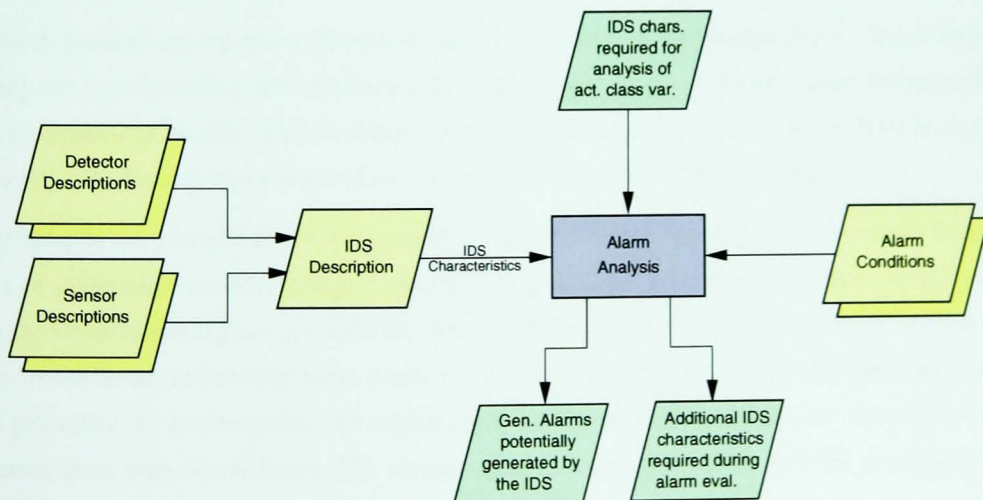 IDS chars.
required for
analysis of
act. class var.
Detector
Descriptions
Sensor
Descriptions
IDS
Description
IDS
Characteristics
Alarm
Analysis
Alarm
Conditions
Gen. Alarms
potentially
generated by
the IDS
Additional IDS
characteristics
required during
alarm eval.